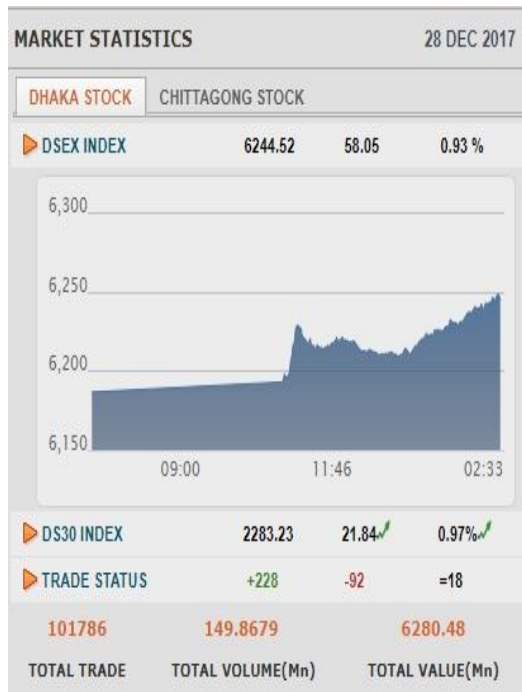 MARKET STATISTICS 28 DEC 2017
DHAKA STOCK CHITTAGONG STOCK
DSEX INDEX 6244.52 58.05 0.93 %
6,300
6,250
6,200
6,150
09:00 11:46 02:33
DS30 INDEX 2283.23 21.84 0.97%
TRADE STATUS +228 -92 =18
101786 149.8679 6280.48
TOTAL TRADE TOTAL VOLUME(Mn) TOTAL VALUE(Mn)